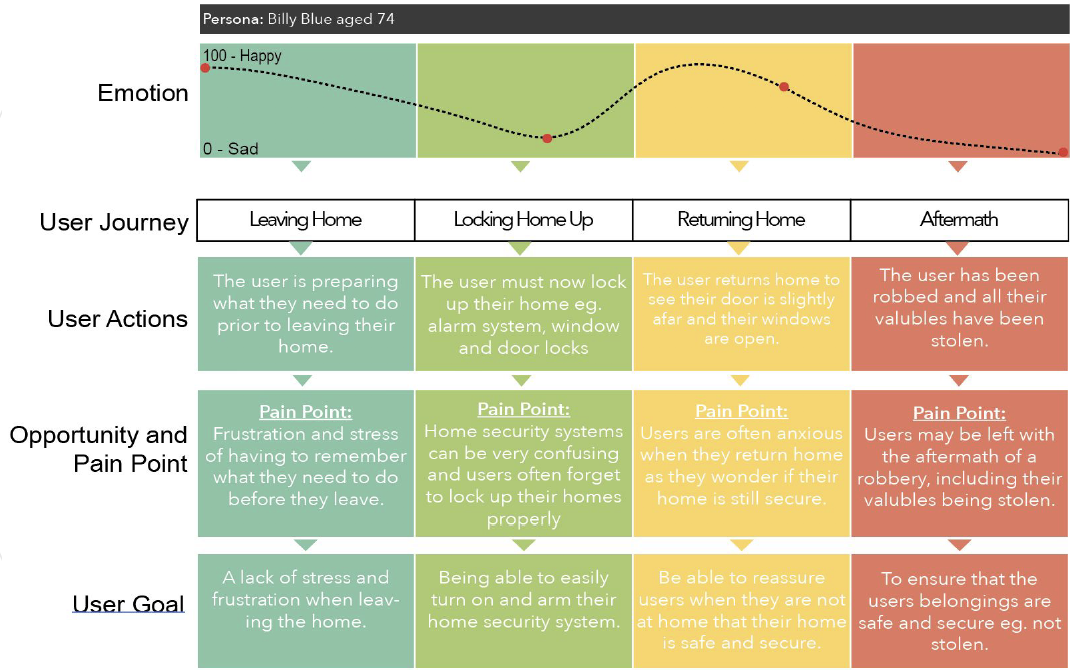 Persona: Billy Blue aged 74
Emotion
100 - Happy
0 - Sad
User Journey
Leaving Home
Locking Home Up
Returning Home
Aftermath
User Actions
The user is preparing
what they need to do
prior to leaving their
home.
The user must now lock
up their home eg.
alarm system, window
and door locks
The user returns home to
see their door is slightly
afar and their windows
are open.
The user has been
robbed and all their
valubles have been
stolen.
Opportunity and
Pain Point
Pain Point:
Frustration and stress
of having to remember
what they need to do
before they leave.
Pain Point:
Home security systems
can be very confusing
and users often forget
to lock up their homes
properly
Pain Point:
Users are often anxious
when they return home
as they wonder if their
home is still secure.
Pain Point:
Users may be left with
the aftermath of a
robbery, including their
valubles being stolen.
User Goal
A lack of stress and
frustration when leav-
ing the home.
Being able to easily
turn on and arm their
home security system.
Be able to reassure
users when they are not
at home that their home
is safe and secure.
To ensure that the
users belongings are
safe and secure eg. not
stolen.